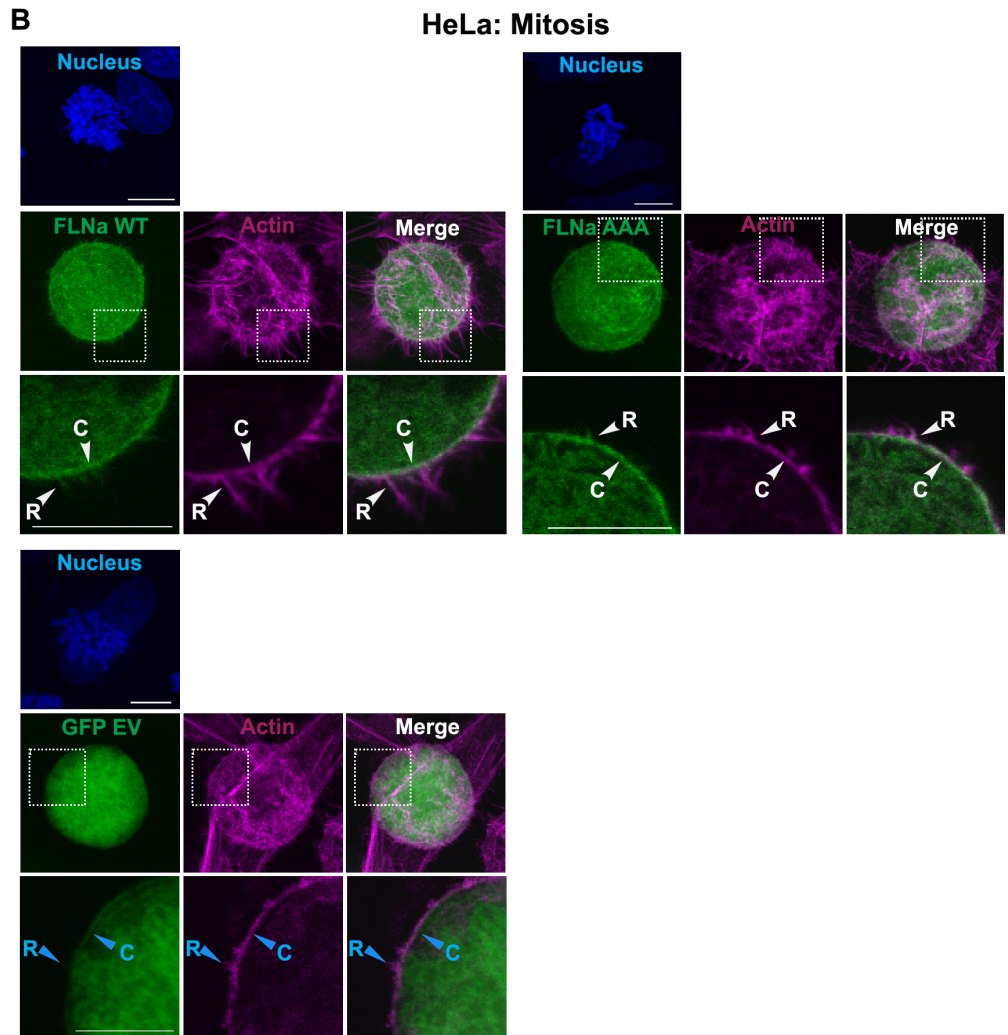 B
HeLa: Mitosis
Nucleus
Nucleus
FLNa WT
Actin
Merge
FLNa AAA
Actin
Merge
C
R
C
R
C
R
R
C
R
C
R
C
Nucleus
GFP EV
Actin
Merge
R
C
R
C
R
C